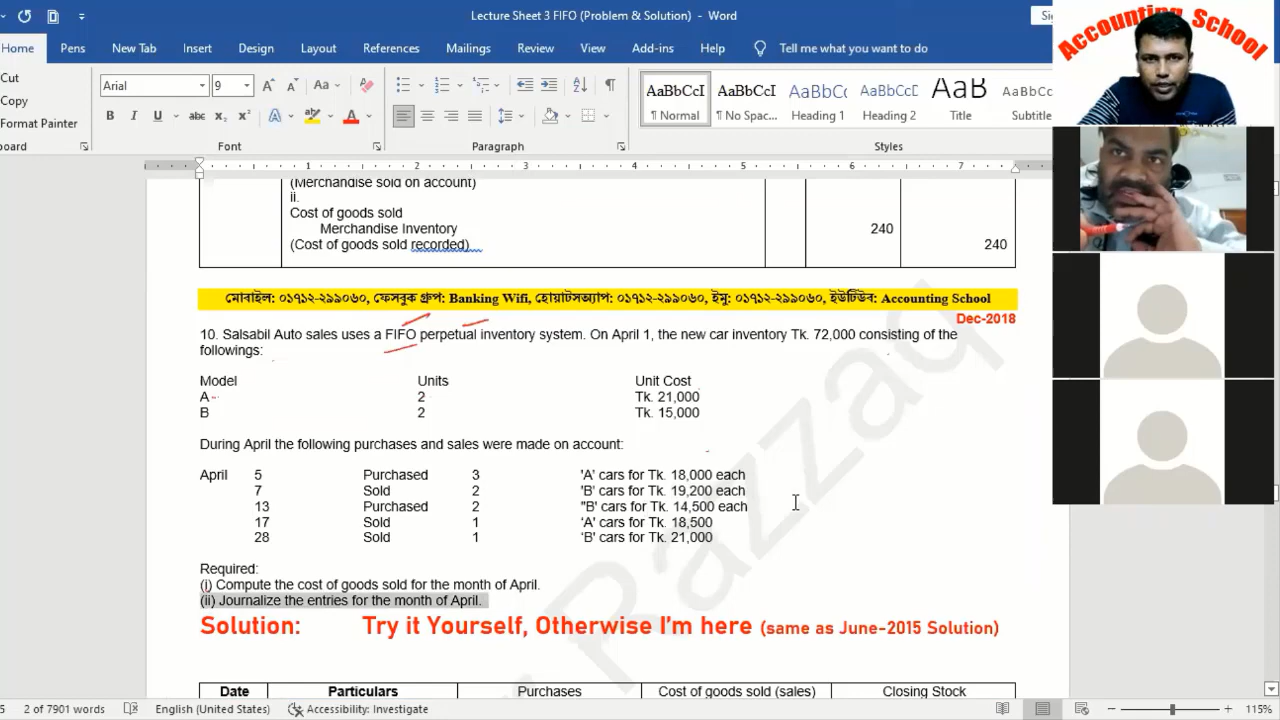 Lecture Sheet 3 FIFO (Problem & Solution) - Word
Accounting School
Home Pens New Tab Insert Design Layout References Mailings Review View Add-ins Help Tell me what you want to do
Cut
Copy
Format Painter
Arial 9
AaBbCcI AaBbCcI AaBbCc AaBbCcD AaB AaBbCcD
¶ Normal ¶ No Spac... Heading 1 Heading 2 Title Subtitle
Font Paragraph Styles
1 2 3 4 5 6 7
(Merchandise sold on account)
ii.
Cost of goods sold
Merchandise Inventory 240
(Cost of goods sold recorded) 240
মোবাইল: ০১৭১২-২৯৯০৬০, ফেসবুক গ্রুপ: Banking Wifi, হোয়াটসঅ্যাপ: ০১৭১২-২৯৯০৬০, ইমু: ০১৭১২-২৯৯০৬০, ইউটিউব: Accounting School
Dec-2018
10. Salsabil Auto sales uses a FIFO perpetual inventory system. On April 1, the new car inventory Tk. 72,000 consisting of the
followings:
Model Units Unit Cost
A 2 Tk. 21,000
B 2 Tk. 15,000
During April the following purchases and sales were made on account:
April 5 Purchased 3 'A' cars for Tk. 18,000 each
7 Sold 2 'B' cars for Tk. 19,200 each
13 Purchased 2 "B' cars for Tk. 14,500 each
17 Sold 1 'A' cars for Tk. 18,500
28 Sold 1 'B' cars for Tk. 21,000
Required:
(i) Compute the cost of goods sold for the month of April.
(ii) Journalize the entries for the month of April.
Solution: Try it Yourself, Otherwise I'm here (same as June-2015 Solution)
Date Particulars Purchases Cost of goods sold (sales) Closing Stock
2 of 7901 words English (United States) Accessibility: Investigate 115%